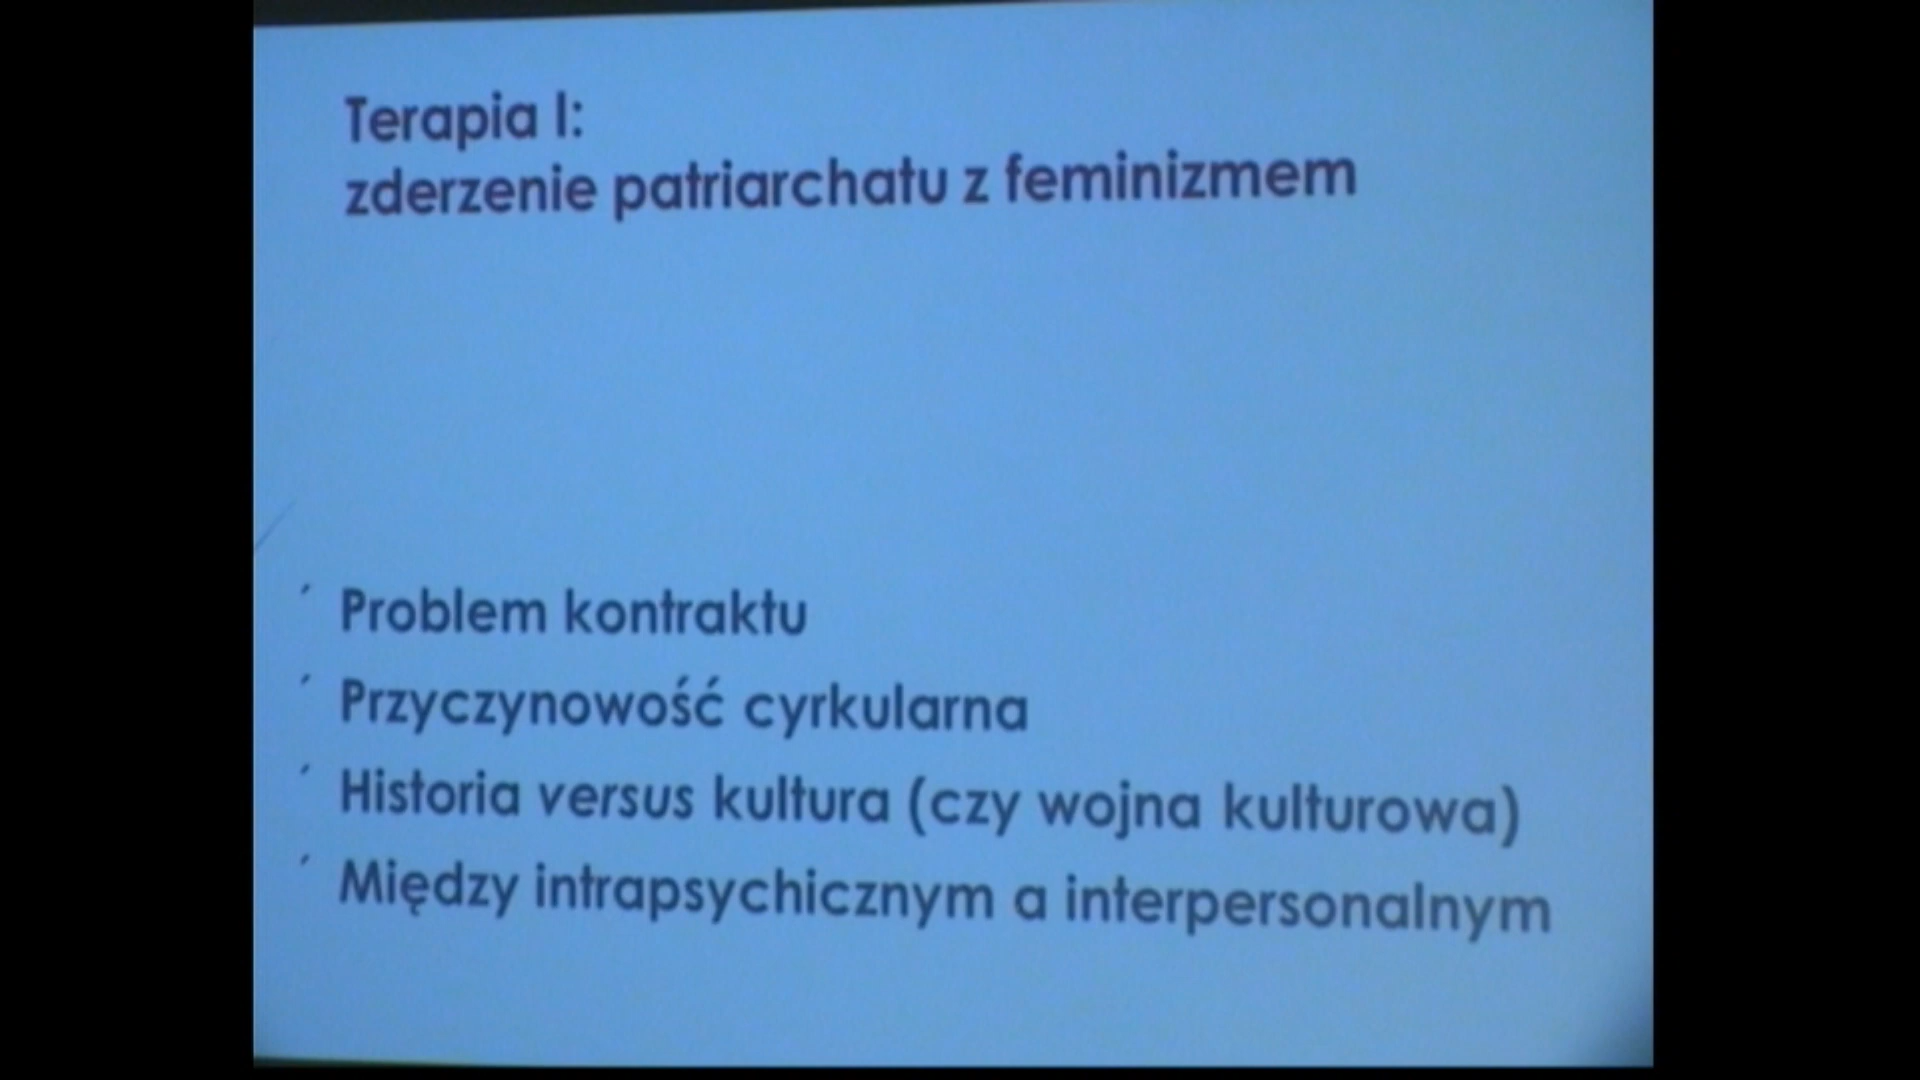 Terapia I:
zderzenie patriarchatu z feminizmem
Problem kontraktu
Przyczynowość cyrkularna
Historia versus kultura (czy wojna kulturowa)
Między intrapsychicznym a interpersonalnym